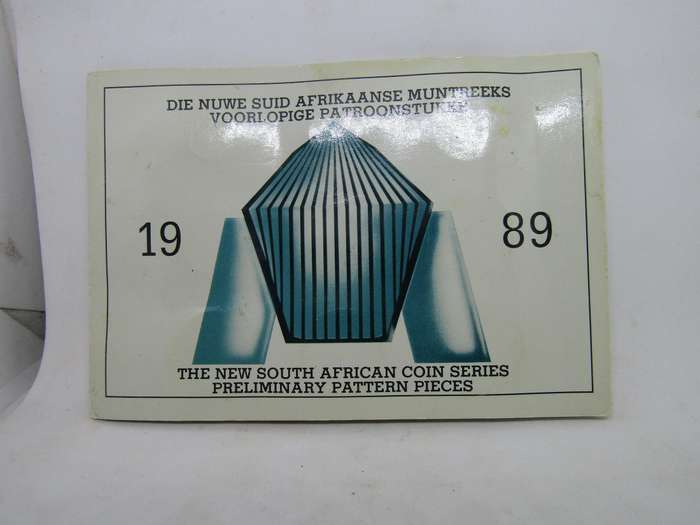 DIE NUWE SUID AFRIKAANSE MUNTREEKS
VOORLOPIGE PATROONSTUKKE
19 89
THE NEW SOUTH AFRICAN COIN SERIES
PRELIMINARY PATTERN PIECES